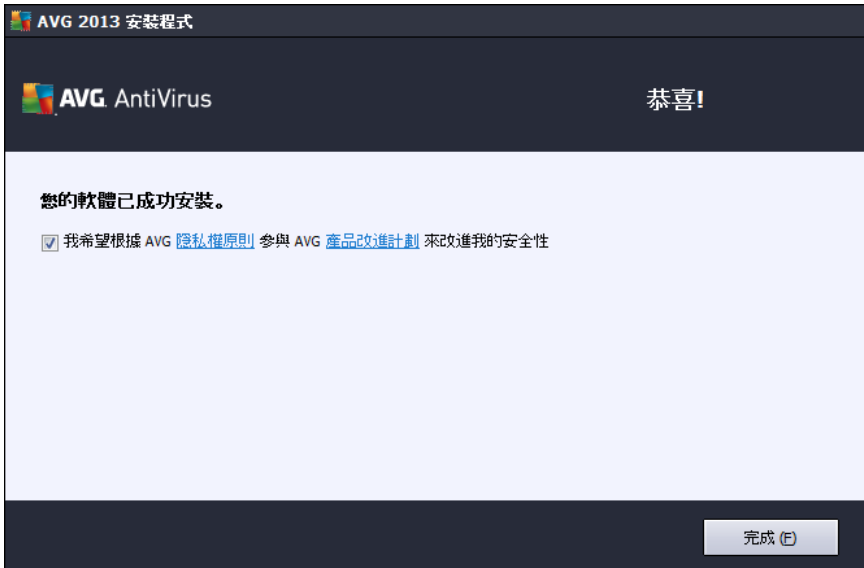 AVG 2013 安裝程式
AVG AntiVirus
恭喜!
您的軟體已成功安裝。
我希望根據 AVG 隱私權原則 參與 AVG 產品改進計劃 來改進我的安全性
完成 (F)